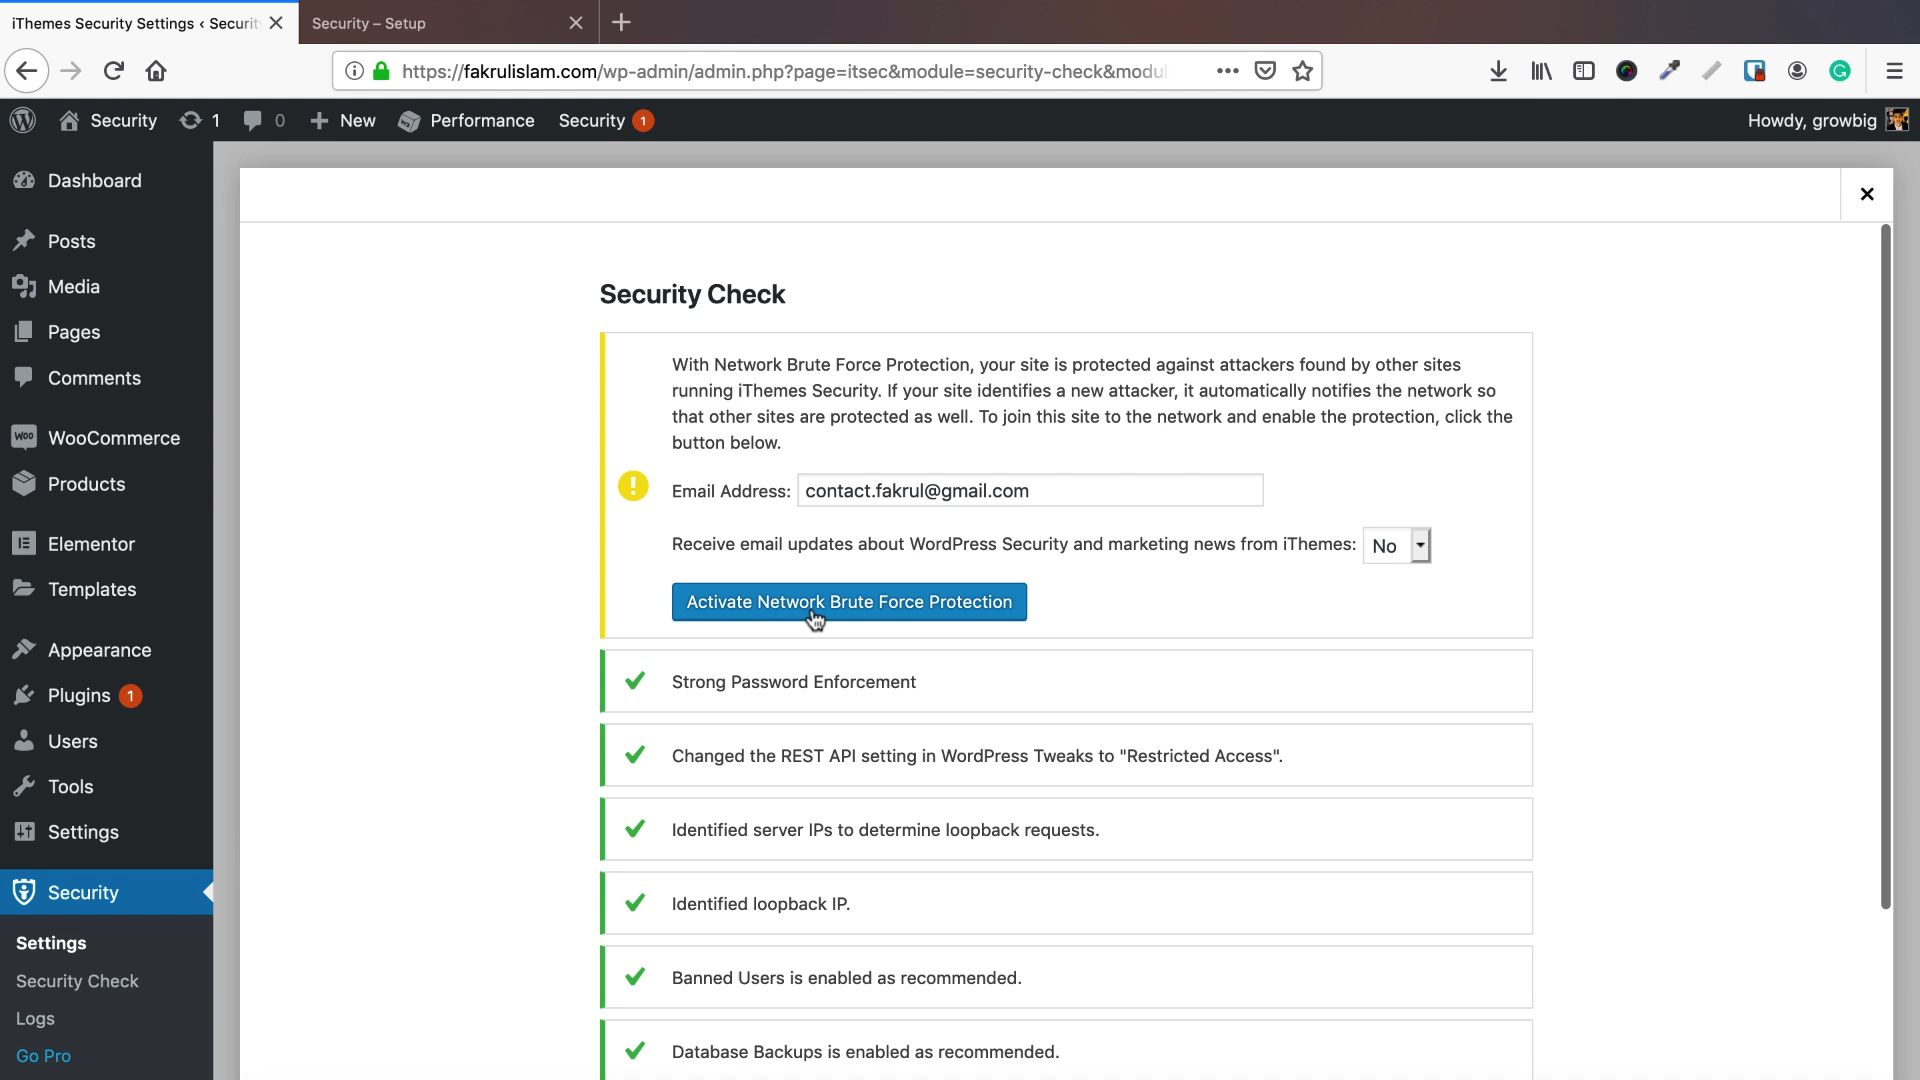 iThemes Security Settings ‹ Securit
Security – Setup
https://fakrulislam.com/wp-admin/admin.php?page=itsec&module=security-check&modul
Security
1
0
New
Performance
Security 1
Howdy, growbig
Dashboard
Posts
Media
Pages
Comments
WooCommerce
Products
Elementor
Templates
Appearance
Plugins 1
Users
Tools
Settings
Security
Settings
Security Check
Logs
Go Pro
Security Check
With Network Brute Force Protection, your site is protected against attackers found by other sites
running iThemes Security. If your site identifies a new attacker, it automatically notifies the network so
that other sites are protected as well. To join this site to the network and enable the protection, click the
button below.
Email Address: contact.fakrul@gmail.com
Receive email updates about WordPress Security and marketing news from iThemes: No
Activate Network Brute Force Protection
Strong Password Enforcement
Changed the REST API setting in WordPress Tweaks to "Restricted Access".
Identified server IPs to determine loopback requests.
Identified loopback IP.
Banned Users is enabled as recommended.
Database Backups is enabled as recommended.